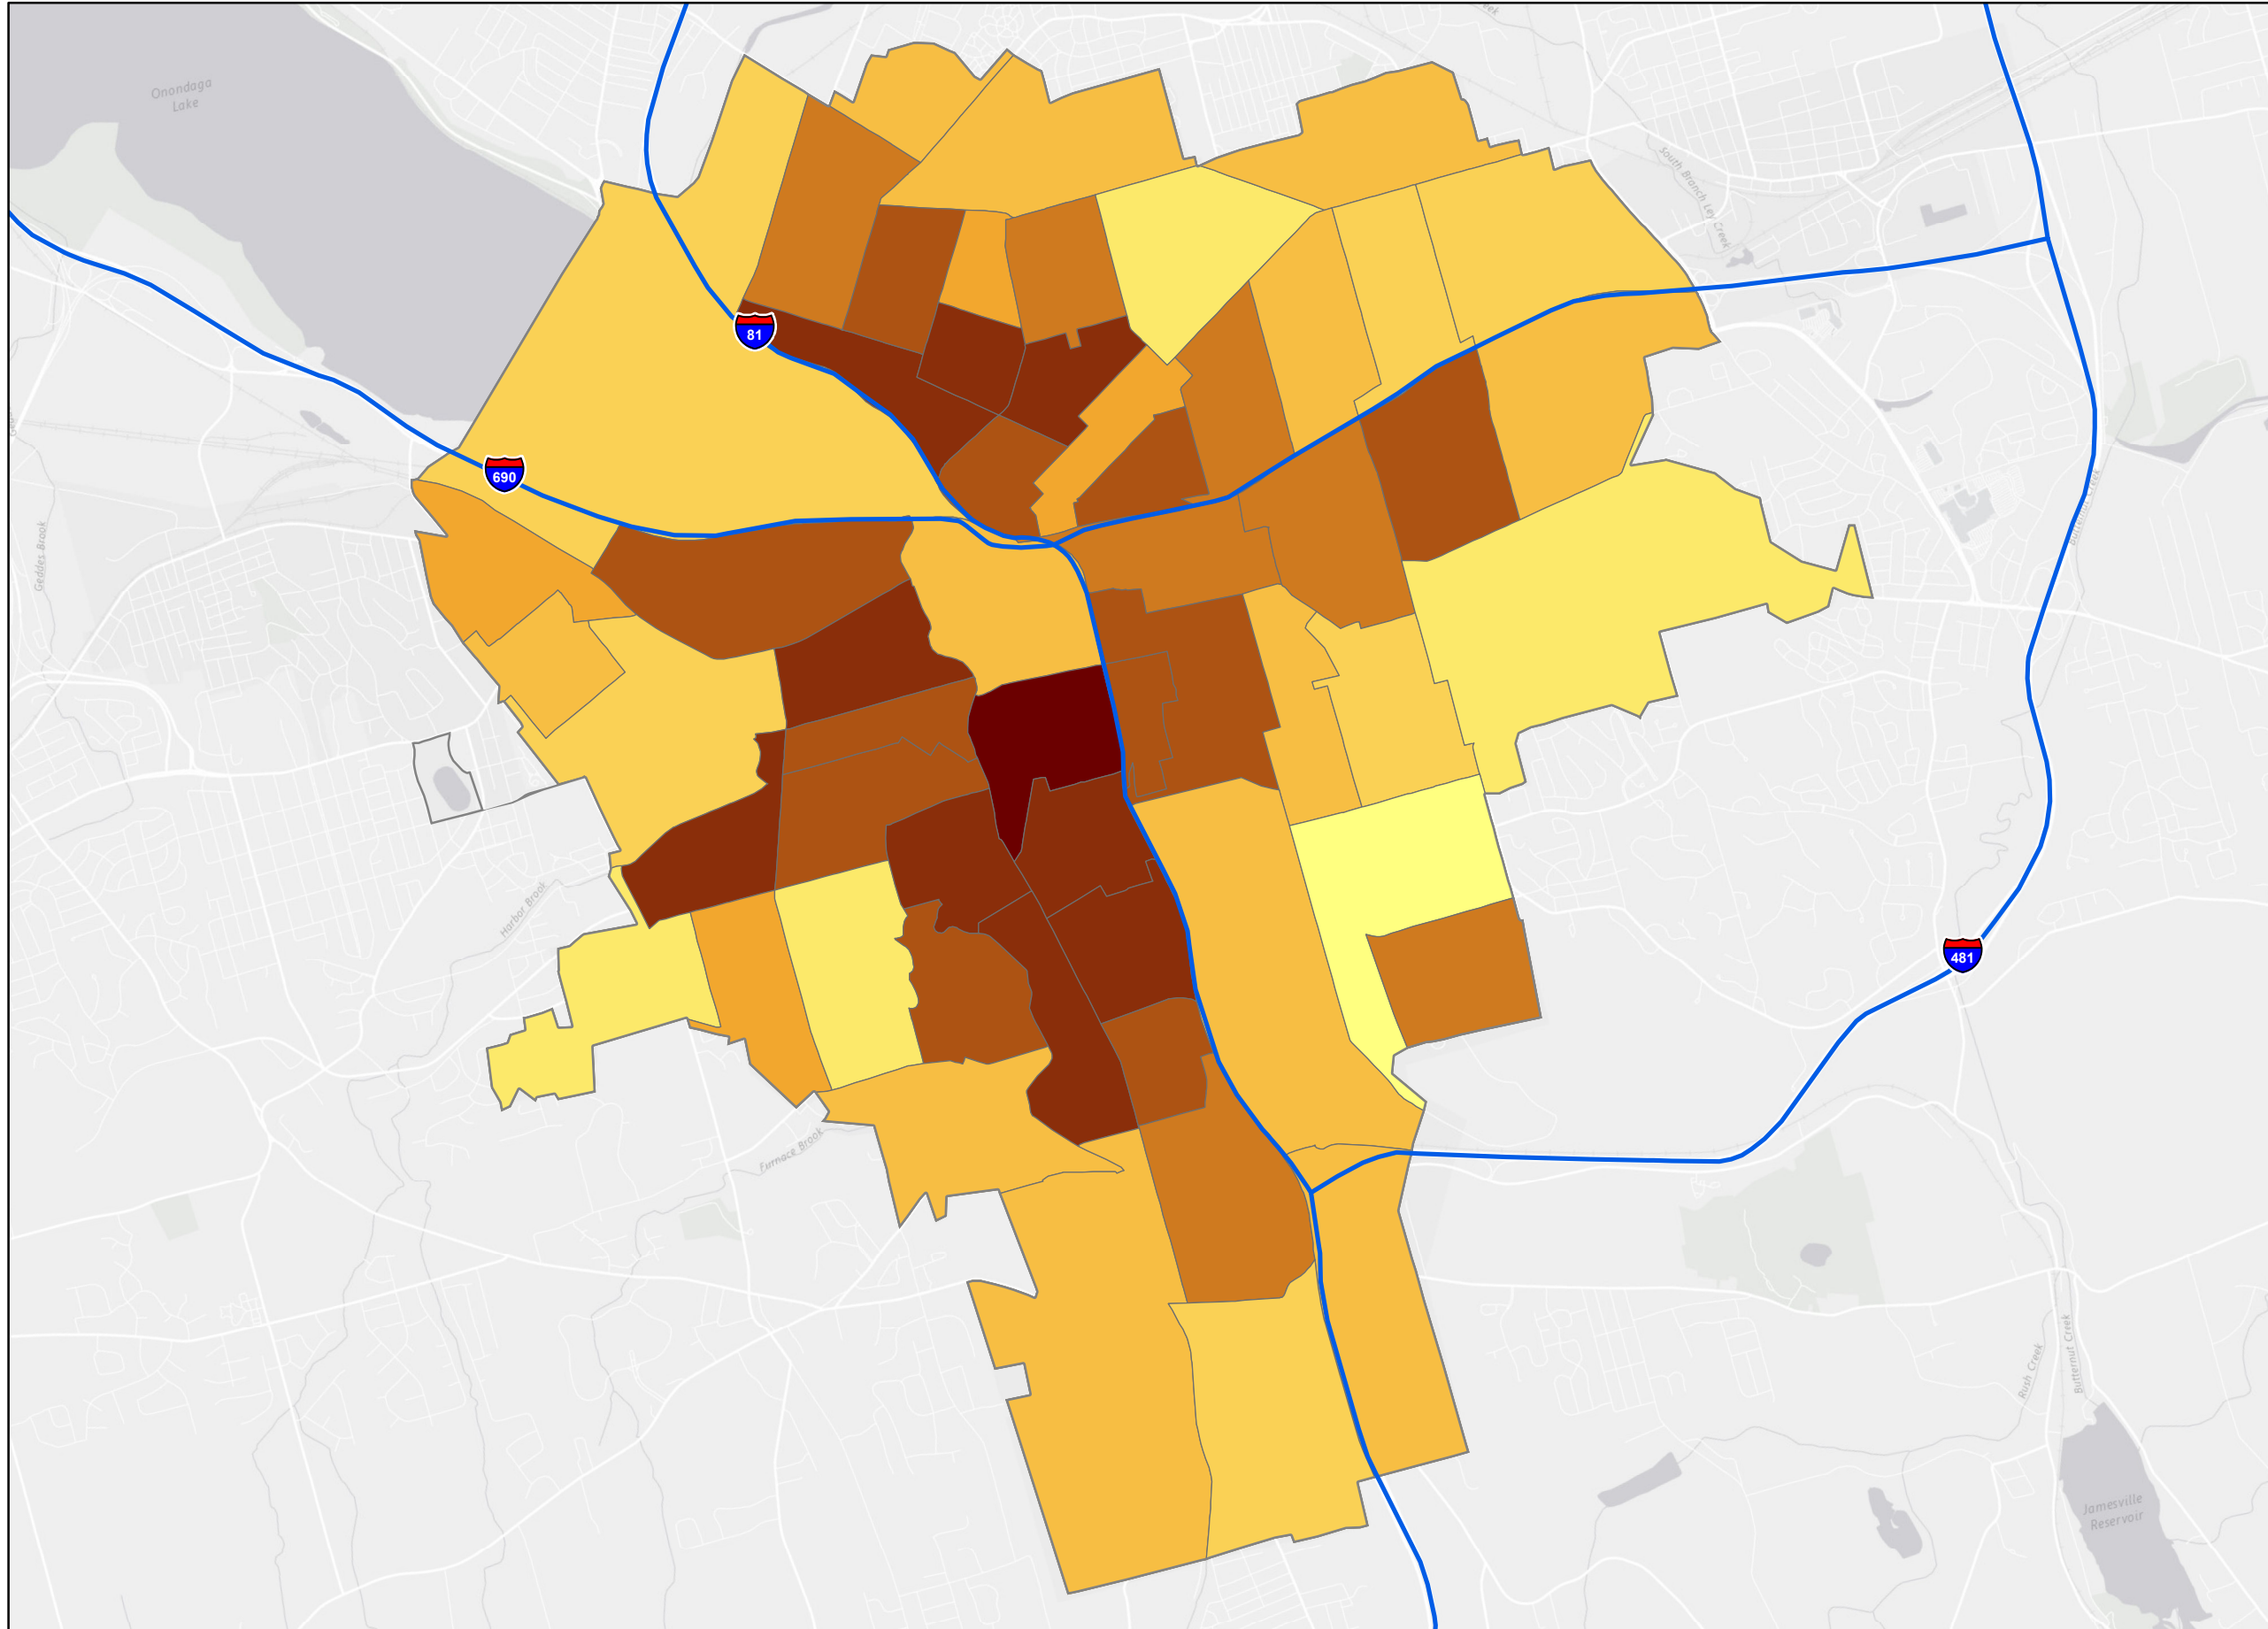 Onondaga
Lake
South Branch Ley Creek
81
690
Geddes Brook
Harbor Brook
481
Furnace Brook
Rush Creek
Butternut Creek
Jamesville
Reservoir